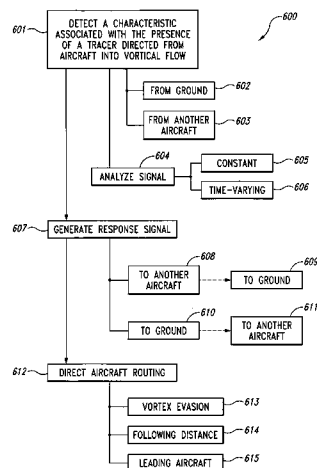 600
601
DETECT A CHARACTERISTIC
ASSOCIATED WITH THE PRESENCE
OF A TRACER DIRECTED FROM
AIRCRAFT INTO VORTICAL FLOW
602
FROM GROUND
603
FROM ANOTHER
AIRCRAFT
604
ANALYZE SIGNAL
605
CONSTANT
606
TIME-VARYING
607
GENERATE RESPONSE SIGNAL
608
TO ANOTHER
AIRCRAFT
609
TO GROUND
610
TO GROUND
611
TO ANOTHER
AIRCRAFT
612
DIRECT AIRCRAFT ROUTING
613
VORTEX EVASION
614
FOLLOWING DISTANCE
615
LEADING AIRCRAFT